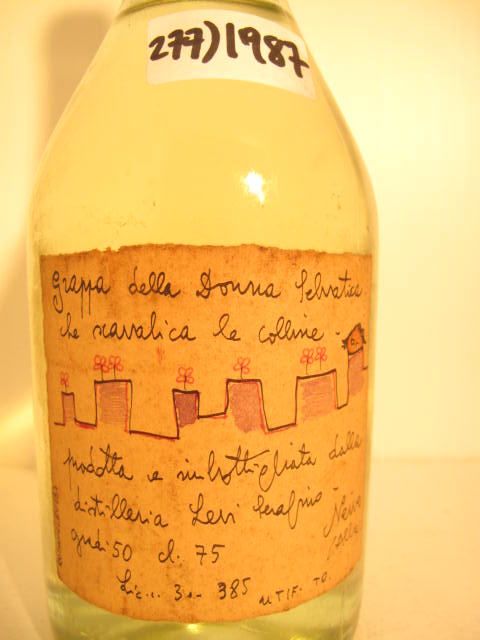 277)1987
Grappa della Donna Selvatica
che scavalica le colline
prodotta e imbottigliata dalla
distilleria Levi Serafino
Neive
gradi 50 cl. 75
Lic. 385 UTIF. TO.